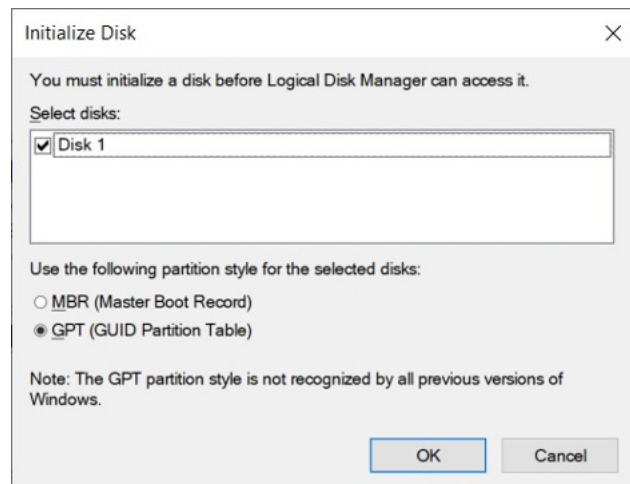 Initialize Disk
You must initialize a disk before Logical Disk Manager can access it.
Select disks:
Disk 1
Use the following partition style for the selected disks:
MBR (Master Boot Record)
GPT (GUID Partition Table)
Note: The GPT partition style is not recognized by all previous versions of
Windows.
OK Cancel